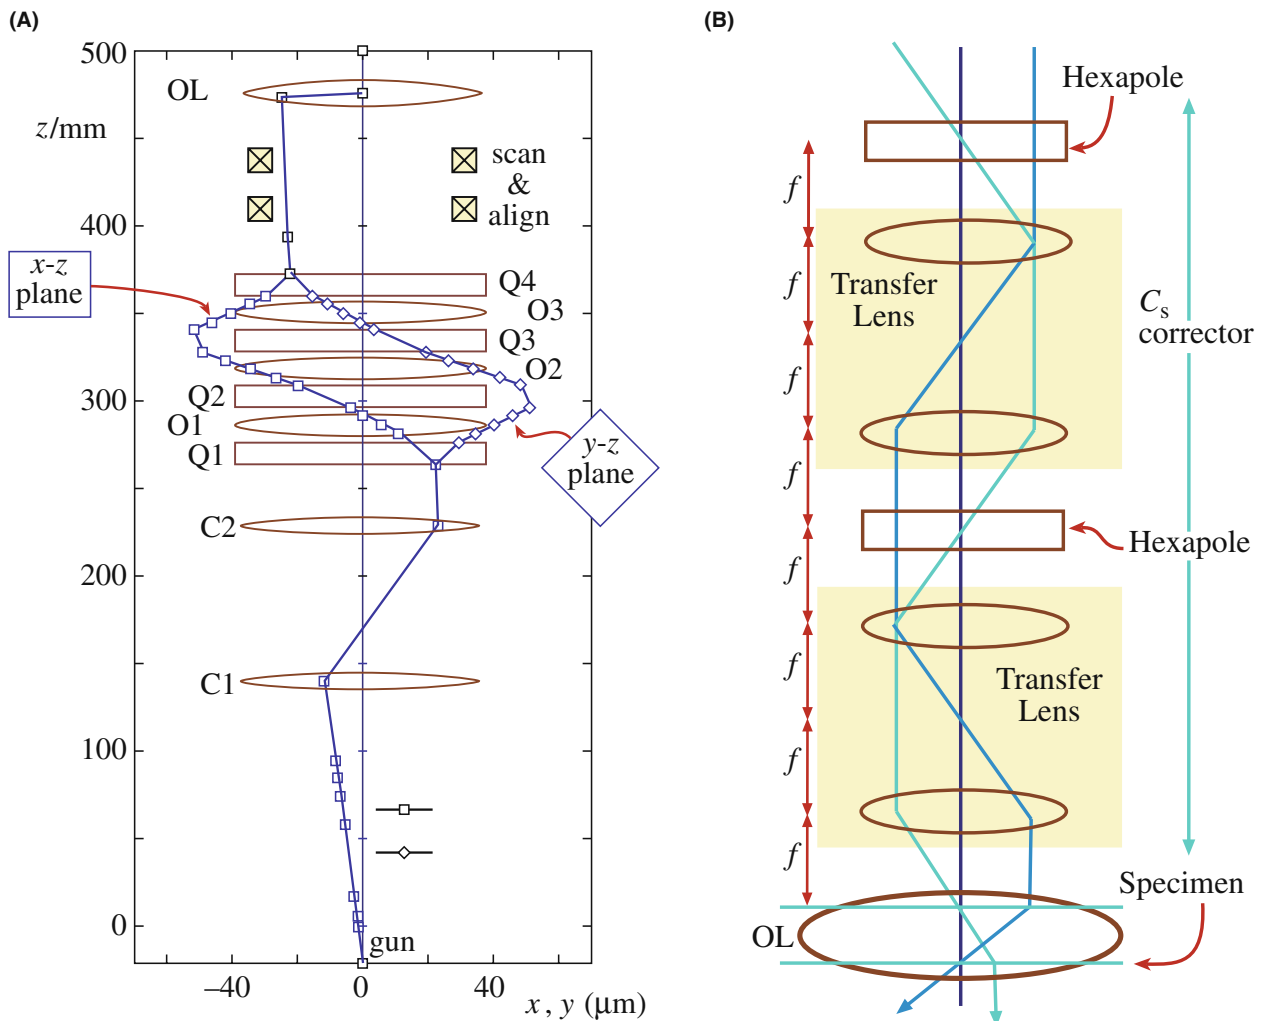 (A)
500
OL
z/mm
scan
&
align
400
x-z
plane
Q4
O3
Q3
O2
300
Q2
O1
Q1
y-z
plane
C2
200
C1
100
0
gun
–40
0
40
x , y (μm)
(B)
Hexapole
f
f
Transfer
Lens
Cs
corrector
f
f
Hexapole
f
f
Transfer
Lens
f
f
Specimen
OL